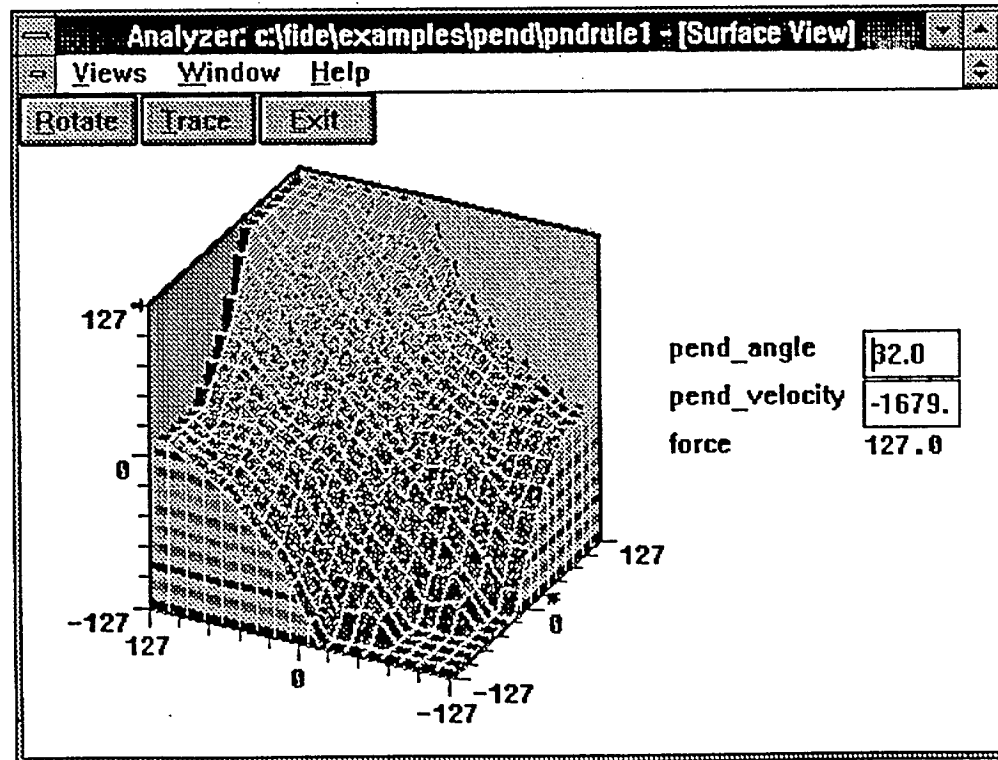 Analyzer: c:\fide\examples\pend\pndrule1 - [Surface View]
Views Window Help
Rotate Trace Exit
127
0
-127
127
0
-127
-127
0
127
pend_angle 32.0
pend_velocity -1679.
force 127.0